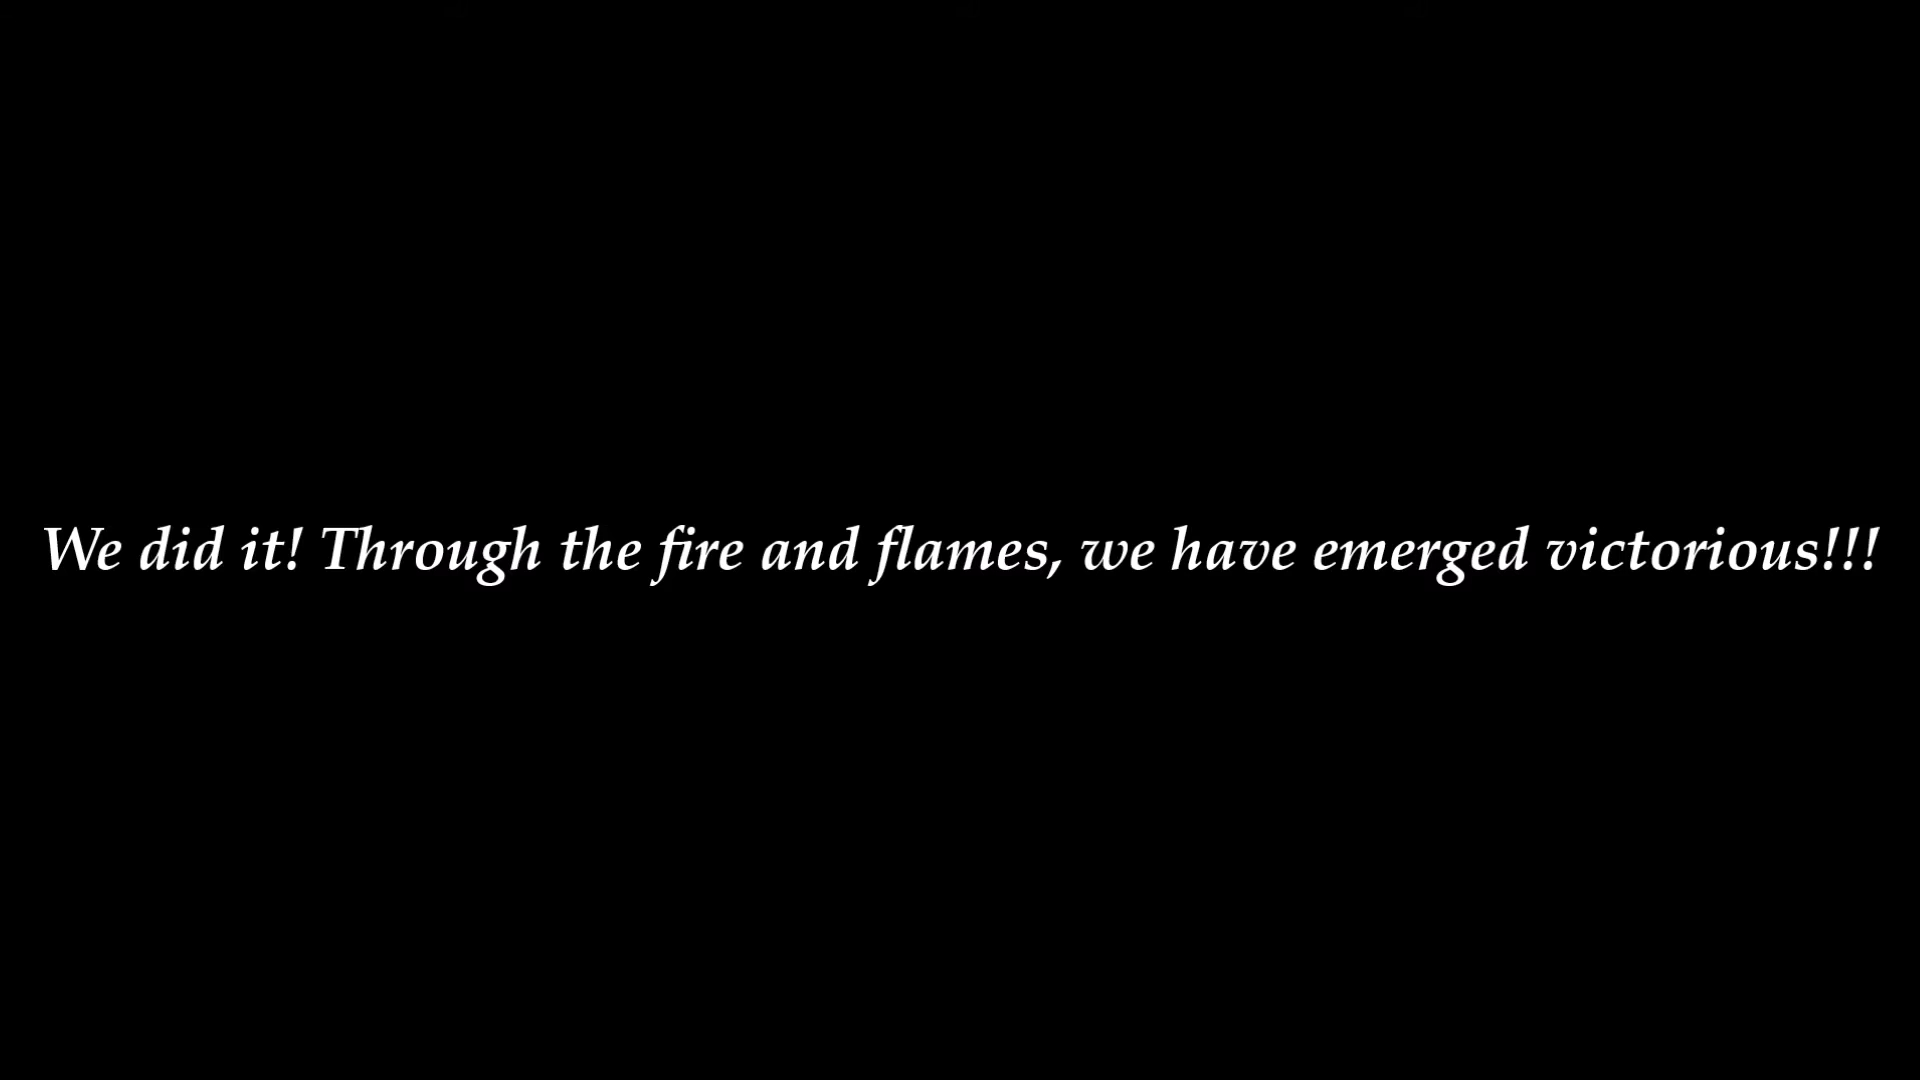 We did it! Through the fire and flames, we have emerged victorious!!!